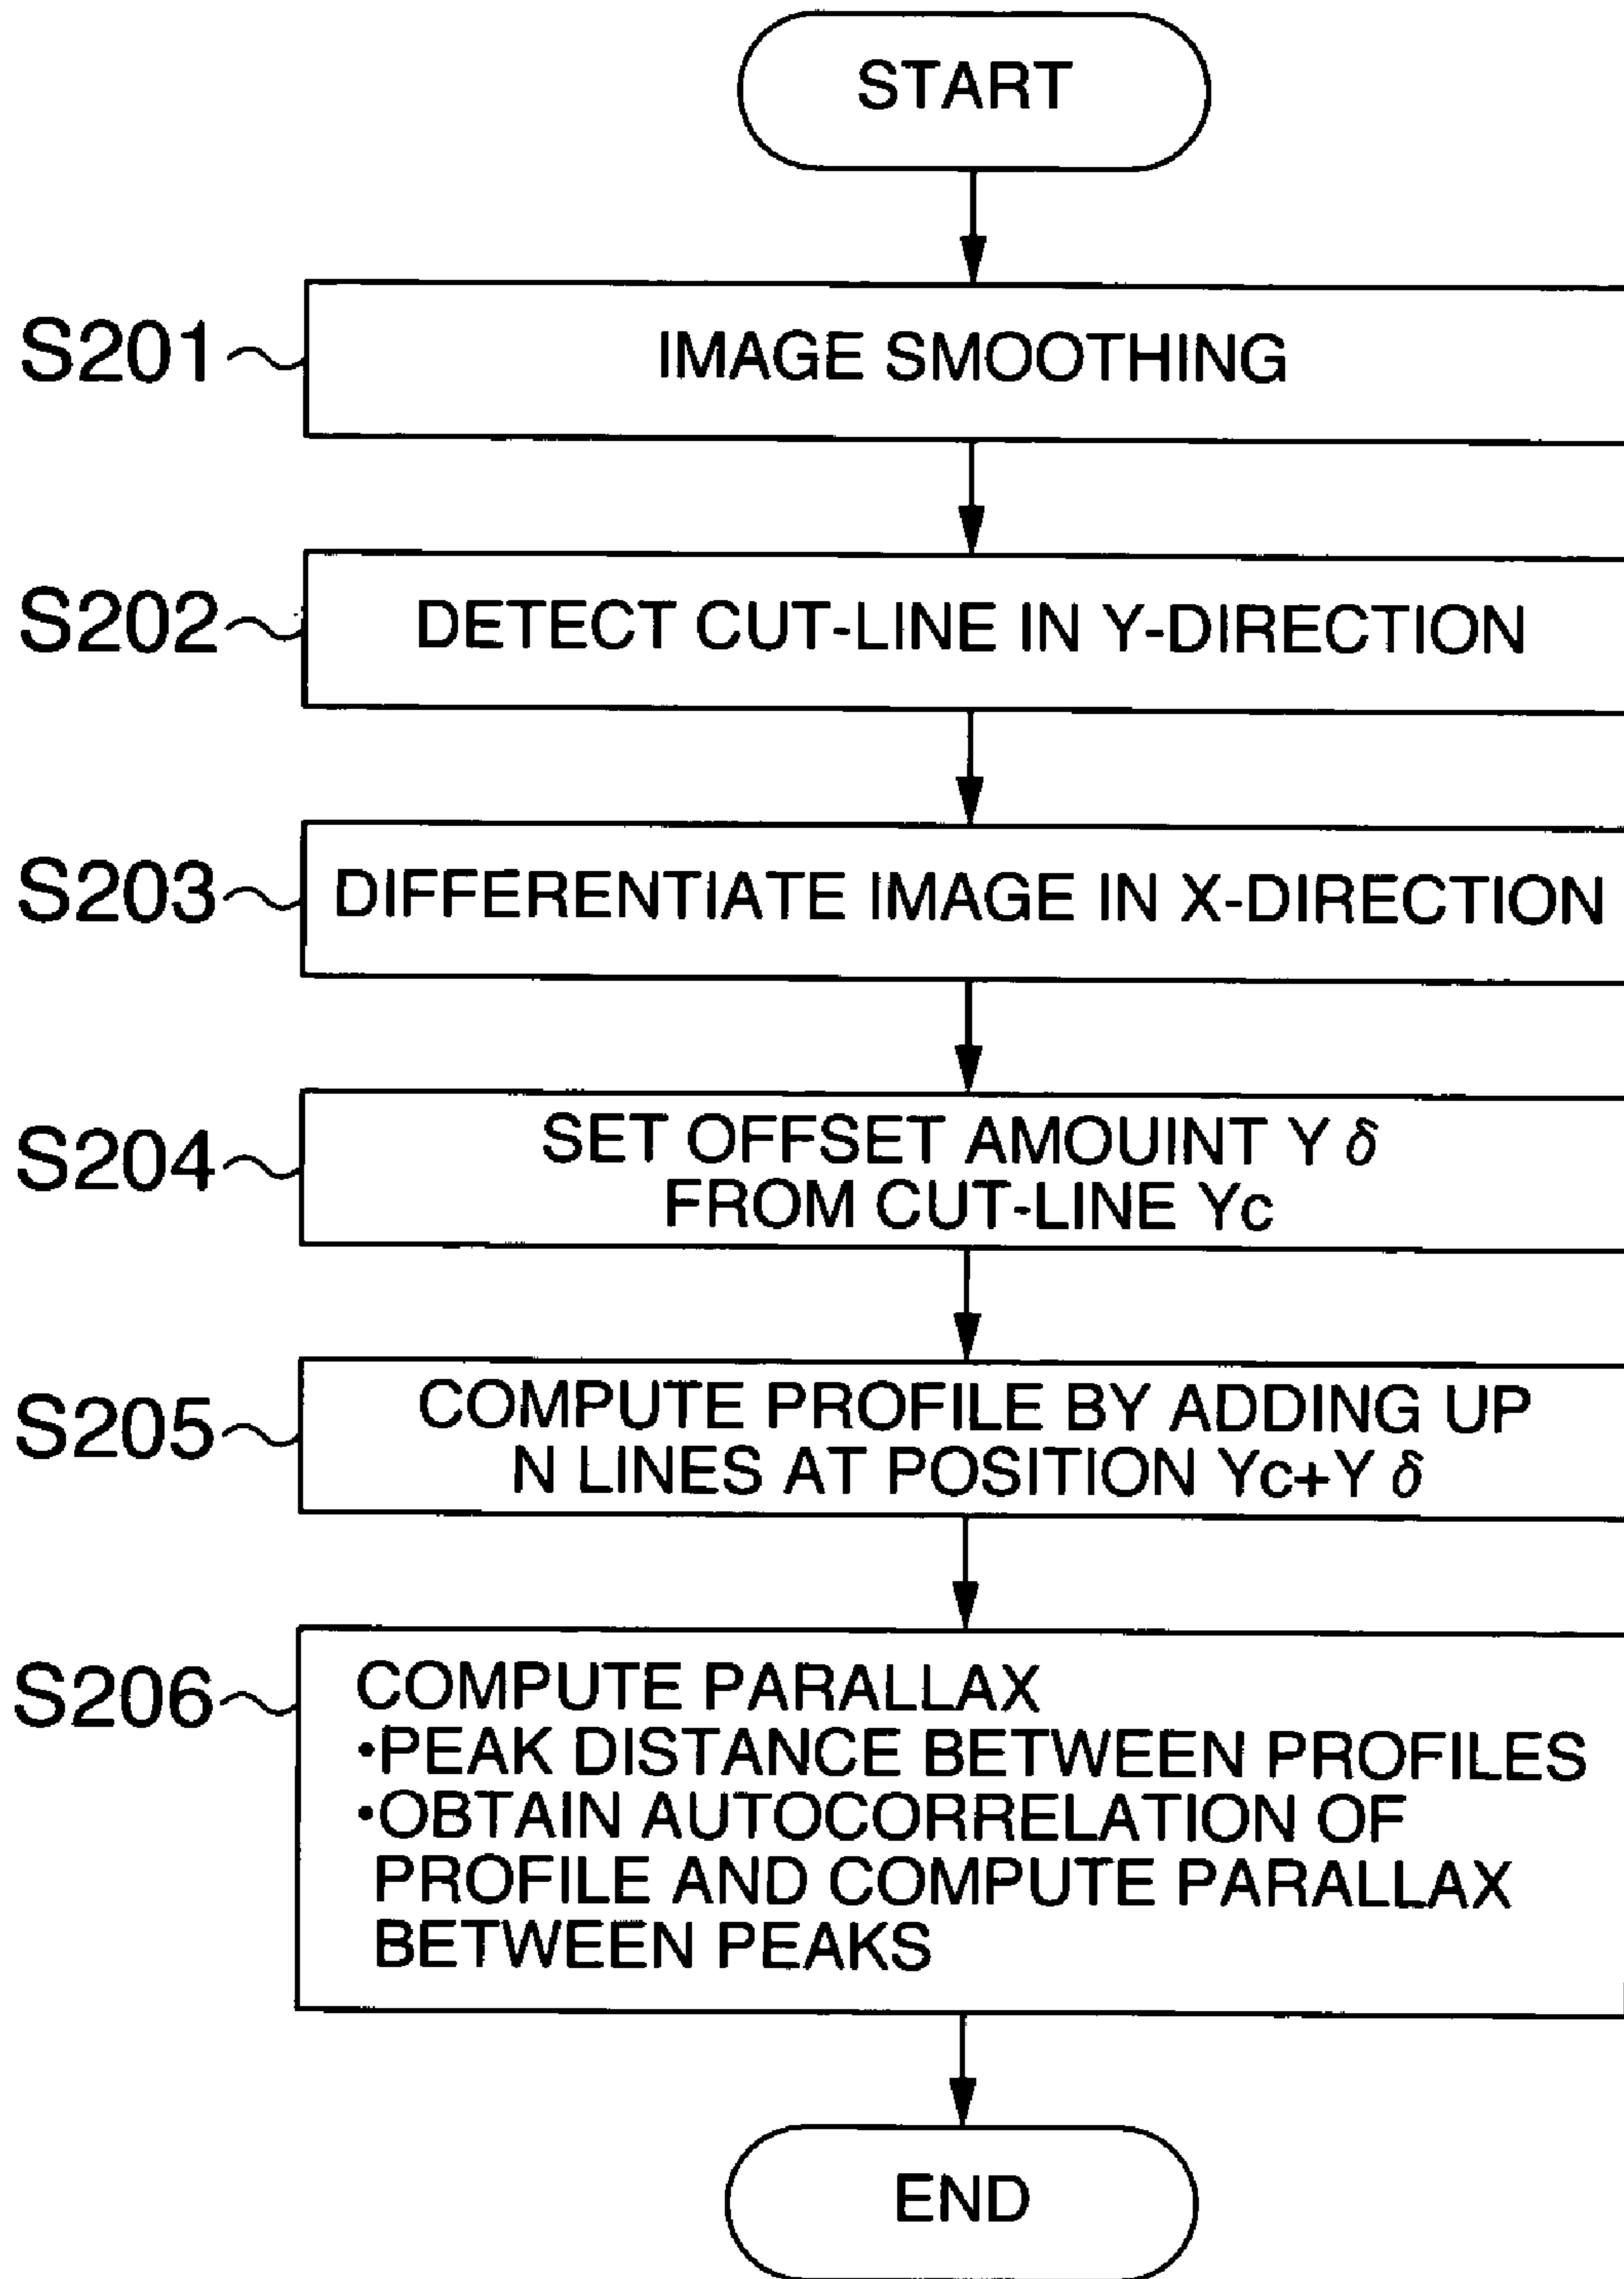 START
S201
IMAGE SMOOTHING
S202
DETECT CUT-LINE IN Y-DIRECTION
S203
DIFFERENTIATE IMAGE IN X-DIRECTION
S204
SET OFFSET AMOUINT Y δ
FROM CUT-LINE Yc
S205
COMPUTE PROFILE BY ADDING UP
N LINES AT POSITION Yc+Y δ
S206
COMPUTE PARALLAX
•PEAK DISTANCE BETWEEN PROFILES
•OBTAIN AUTOCORRELATION OF
PROFILE AND COMPUTE PARALLAX
BETWEEN PEAKS
END